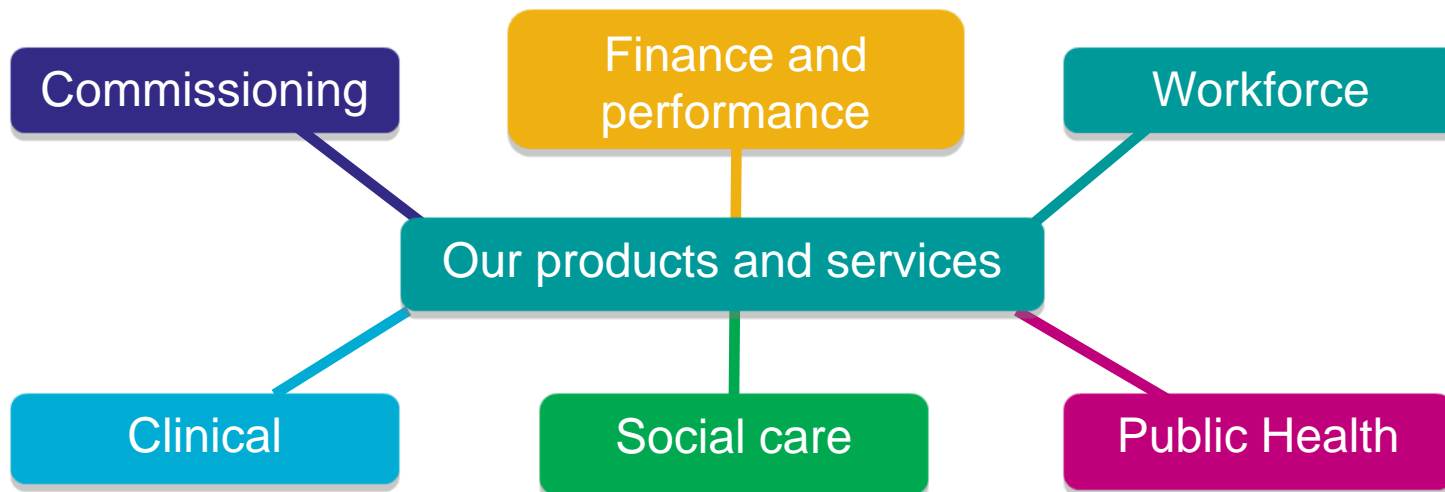 Commissioning
Finance and
performance
Workforce
Our products and services
Clinical
Social care
Public Health